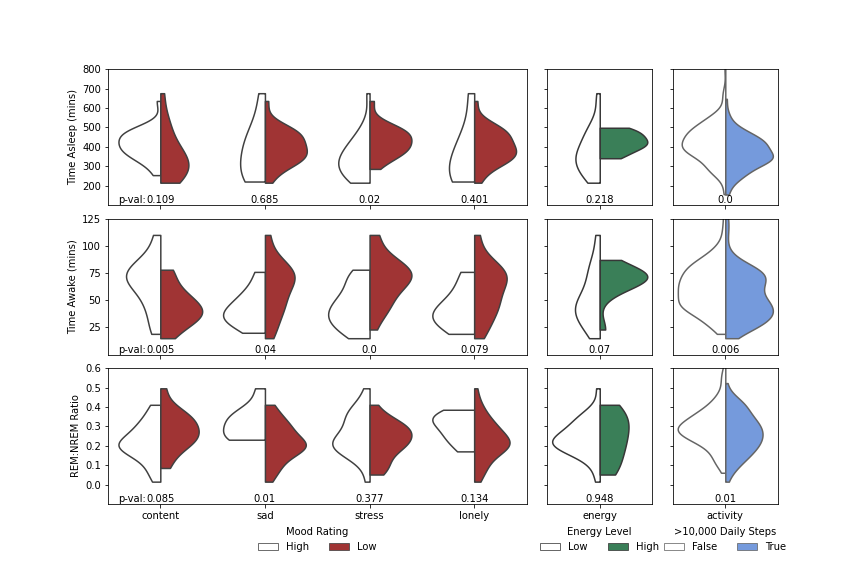 Time Asleep (mins)
800
700
600
500
400
300
200
p-val: 0.109 0.685 0.02 0.401 0.218 0.0
Time Awake (mins)
125
100
75
50
25
p-val: 0.005 0.04 0.0 0.079 0.07 0.006
REM:NREM Ratio
0.6
0.5
0.4
0.3
0.2
0.1
0.0
p-val: 0.085 0.01 0.377 0.134 0.948 0.01
content sad stress lonely energy activity
Mood Rating Energy Level >10,000 Daily Steps
High Low Low High False True